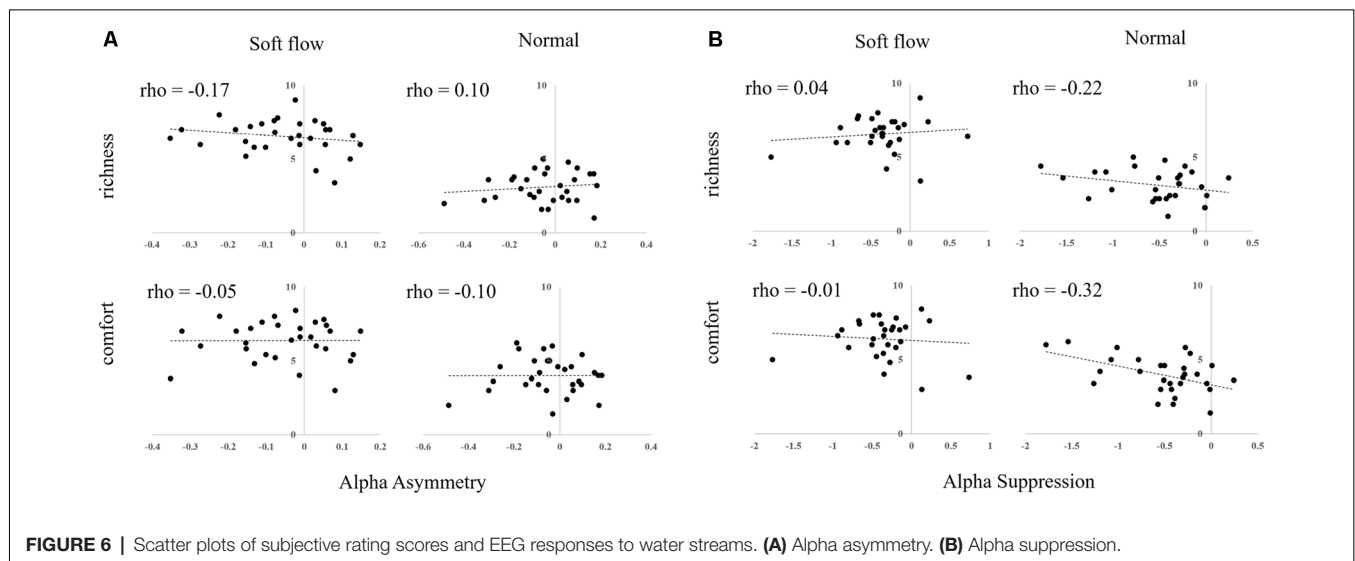 A
Soft flow
Normal
B
Soft flow
Normal
richness
rho = -0.17
10
5
0
-0.4 -0.3 -0.2 -0.1 0 0.1 0.2
rho = 0.10
10
5
0
-0.6 -0.4 -0.2 0 0.2 0.4
richness
rho = 0.04
10
5
0
-2 -1.5 -1 -0.5 0 0.5 1
rho = -0.22
10
5
0
-2 -1.5 -1 -0.5 0 0.5
comfort
rho = -0.05
10
5
0
-0.4 -0.3 -0.2 -0.1 0 0.1 0.2
rho = -0.10
10
0
-0.6 -0.4 -0.2 0 0.2 0.4
comfort
rho = -0.01
10
5
0
-2 -1.5 -1 -0.5 0 0.5 1
rho = -0.32
10
5
0
-2 -1.5 -1 -0.5 0 0.5
Alpha Asymmetry
Alpha Suppression
FIGURE 6 | Scatter plots of subjective rating scores and EEG responses to water streams. (A) Alpha asymmetry. (B) Alpha suppression.